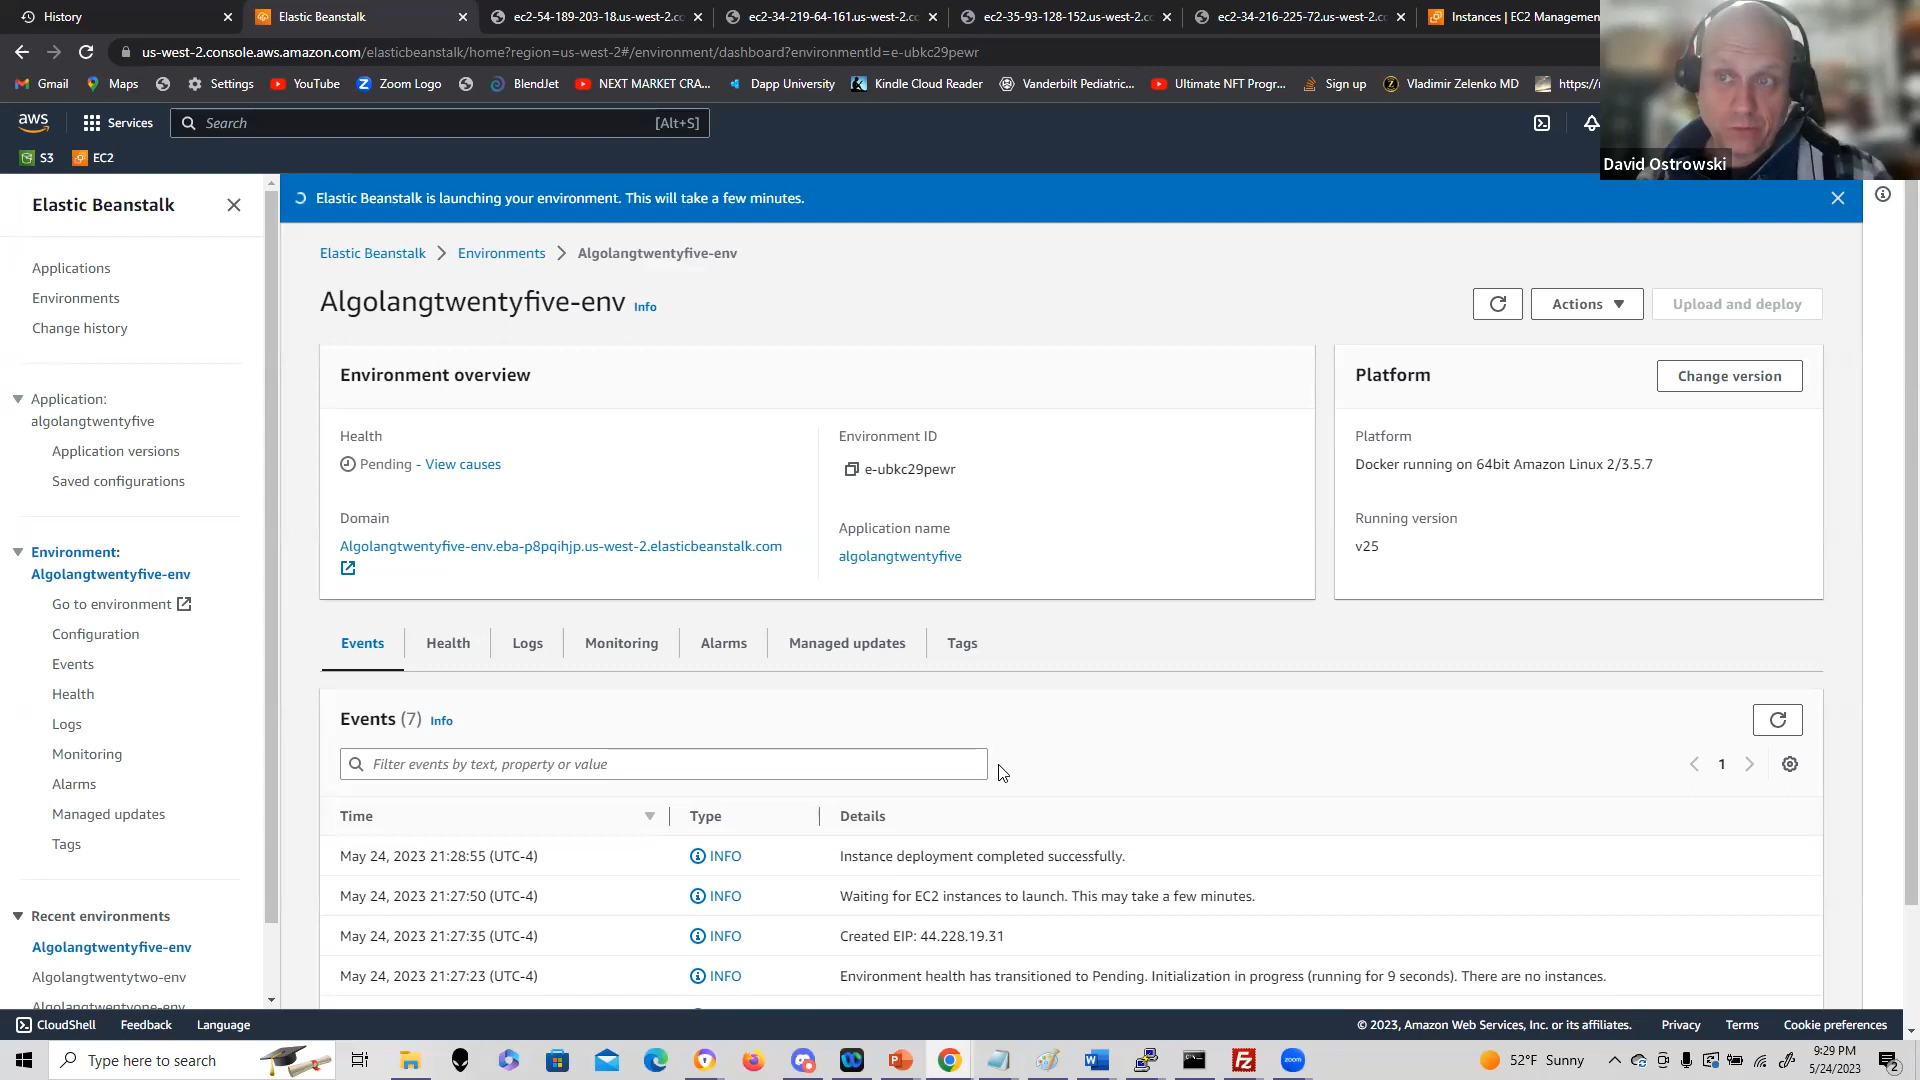 History
Elastic Beanstalk
ec2-54-189-203-18.us-west-2.cc
ec2-34-219-64-161.us-west-2.cc
ec2-35-93-128-152.us-west-2.cc
ec2-34-216-225-72.us-west-2.cc
Instances | EC2 Managemen
us-west-2.console.aws.amazon.com/elasticbeanstalk/home?region=us-west-2#/environment/dashboard?environmentId=e-ubkc29pewr
Gmail
Maps
Settings
YouTube
Zoom Logo
BlendJet
NEXT MARKET CRA...
Dapp University
Kindle Cloud Reader
Vanderbilt Pediatric...
Ultimate NFT Progr...
Sign up
Vladimir Zelenko MD
https://
aws
Services
Search
[Alt+S]
David Ostrowski
S3
EC2
Elastic Beanstalk
Applications
Environments
Change history
Application:
algolangtwentyfive
Application versions
Saved configurations
Environment:
Algolangtwentyfive-env
Go to environment
Configuration
Events
Health
Logs
Monitoring
Alarms
Managed updates
Tags
Recent environments
Algolangtwentyfive-env
Algolangtwentytwo-env
Algolangtwentyone-env
Elastic Beanstalk is launching your environment. This will take a few minutes.
Elastic Beanstalk
Environments
Algolangtwentyfive-env
Algolangtwentyfive-env Info
Actions
Upload and deploy
Environment overview
Health
Pending - View causes
Domain
Algolangtwentyfive-env.eba-p8pqihjp.us-west-2.elasticbeanstalk.com
Environment ID
e-ubkc29pewr
Application name
algolangtwentyfive
Platform
Change version
Platform
Docker running on 64bit Amazon Linux 2/3.5.7
Running version
v25
Events
Health
Logs
Monitoring
Alarms
Managed updates
Tags
Events (7) Info
Filter events by text, property or value
1
Time
Type
Details
May 24, 2023 21:28:55 (UTC-4) INFO Instance deployment completed successfully.
May 24, 2023 21:27:50 (UTC-4) INFO Waiting for EC2 instances to launch. This may take a few minutes.
May 24, 2023 21:27:35 (UTC-4) INFO Created EIP: 44.228.19.31
May 24, 2023 21:27:23 (UTC-4) INFO Environment health has transitioned to Pending. Initialization in progress (running for 9 seconds). There are no instances.
CloudShell
Feedback
Language
© 2023, Amazon Web Services, Inc. or its affiliates.
Privacy
Terms
Cookie preferences
Type here to search
zoom
52°F Sunny
9:29 PM
5/24/2023
2